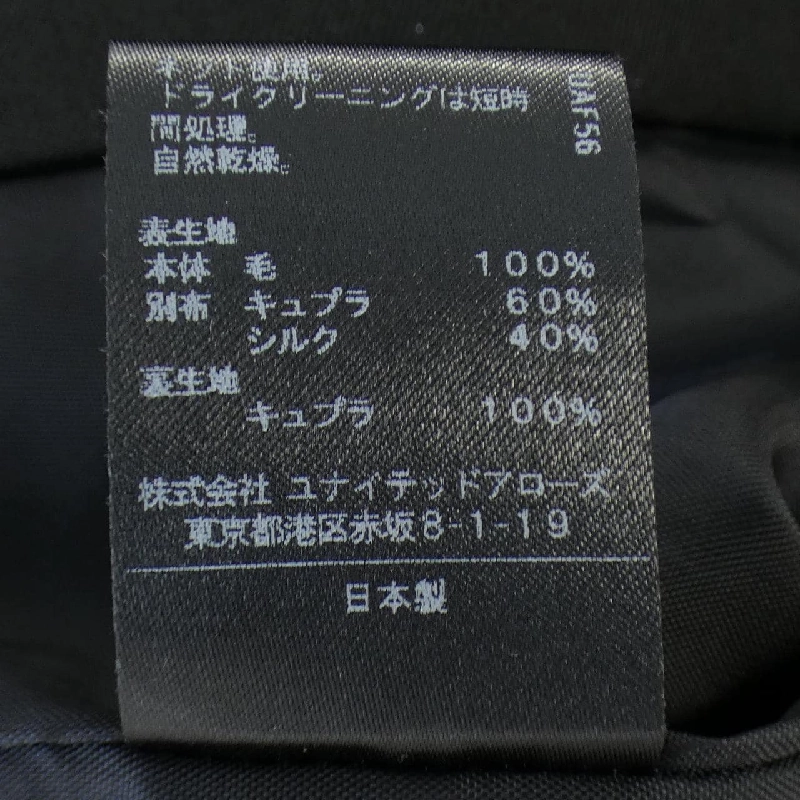 ネット使用。
ドライクリーニングは短時
間処理。
自然乾燥。
UAF56
表生地
本体 毛 100%
別布 キュプラ 60%
シルク 40%
裏生地
キュプラ 100%
株式会社 ユナイテッドアローズ
東京都港区赤坂8-1-19
日本製